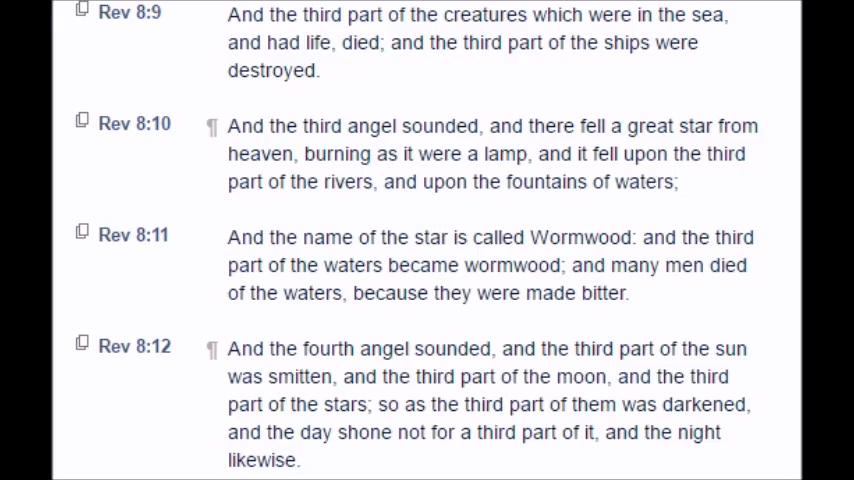 Rev 8:9 And the third part of the creatures which were in the sea,
and had life, died; and the third part of the ships were
destroyed.
Rev 8:10 ¶ And the third angel sounded, and there fell a great star from
heaven, burning as it were a lamp, and it fell upon the third
part of the rivers, and upon the fountains of waters;
Rev 8:11 And the name of the star is called Wormwood: and the third
part of the waters became wormwood; and many men died
of the waters, because they were made bitter.
Rev 8:12 ¶ And the fourth angel sounded, and the third part of the sun
was smitten, and the third part of the moon, and the third
part of the stars; so as the third part of them was darkened,
and the day shone not for a third part of it, and the night
likewise.